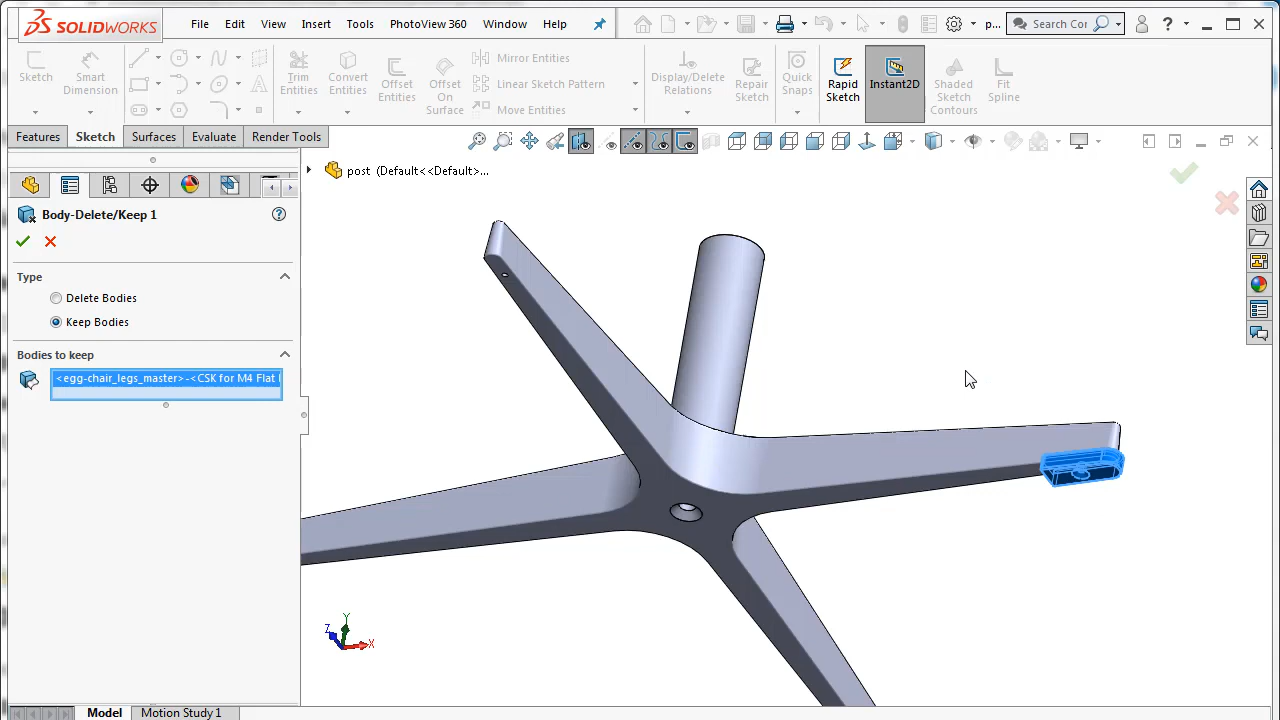 SOLIDWORKS File Edit View Insert Tools PhotoView 360 Window Help p... Search Cor ?
Sketch Smart Dimension Trim Entities Convert Entities Offset Entities Offset On Surface Mirror Entities Linear Sketch Pattern Move Entities Display/Delete Relations Repair Sketch Quick Snaps Rapid Sketch Instant2D Shaded Sketch Contours Fit Spline
Features Sketch Surfaces Evaluate Render Tools
post (Default<<Default>...
Body-Delete/Keep 1
Type
Delete Bodies
Keep Bodies
Bodies to keep
<egg-chair_legs_master>-<CSK for M4 Flat
Y
Z
X
Model Motion Study 1